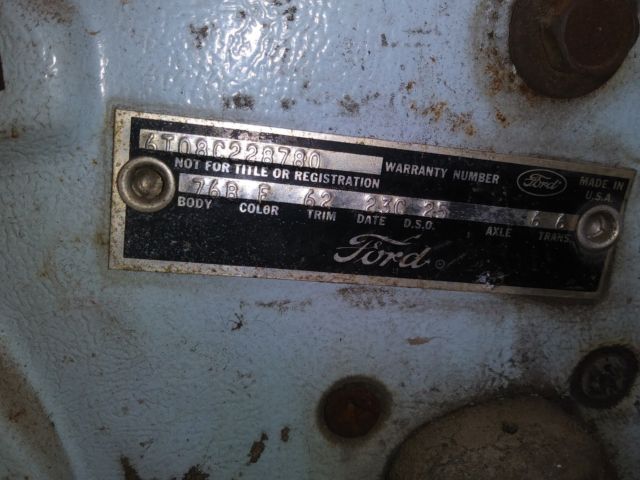 6T08C228780
NOT FOR TITLE OR REGISTRATION
WARRANTY NUMBER
Ford
MADE IN U.S.A.
76B F 62 23C 25 6 6
BODY COLOR TRIM DATE D.S.O. AXLE TRANS.
Ford